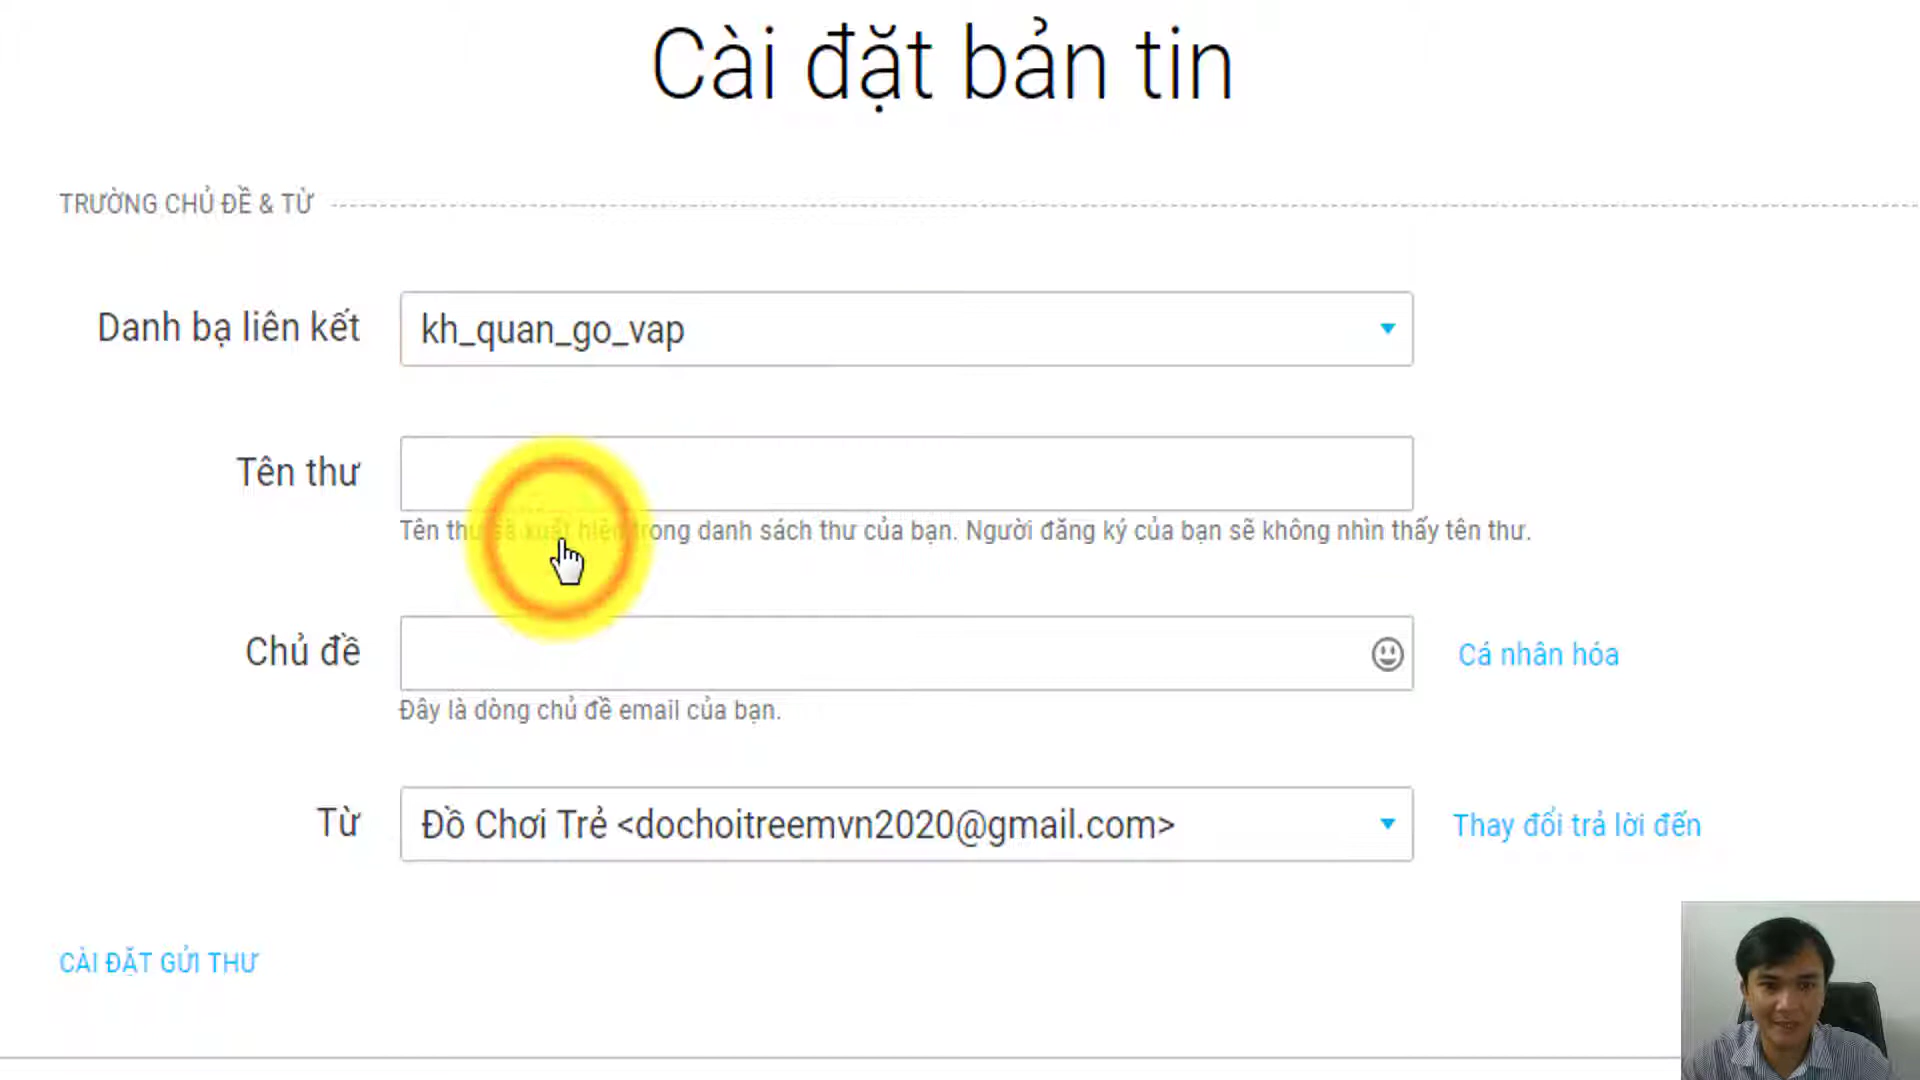 Cài đặt bản tin
TRƯỜNG CHỦ ĐỀ & TỪ
Danh bạ liên kết
kh_quan_go_vap
Tên thư
Tên thư sẽ xuất hiện trong danh sách thư của bạn. Người đăng ký của bạn sẽ không nhìn thấy tên thư.
Chủ đề
Cá nhân hóa
Đây là dòng chủ đề email của bạn.
Từ
Đồ Chơi Trẻ <dochoitreemvn2020@gmail.com>
Thay đổi trả lời đến
CÀI ĐẶT GỬI THƯ